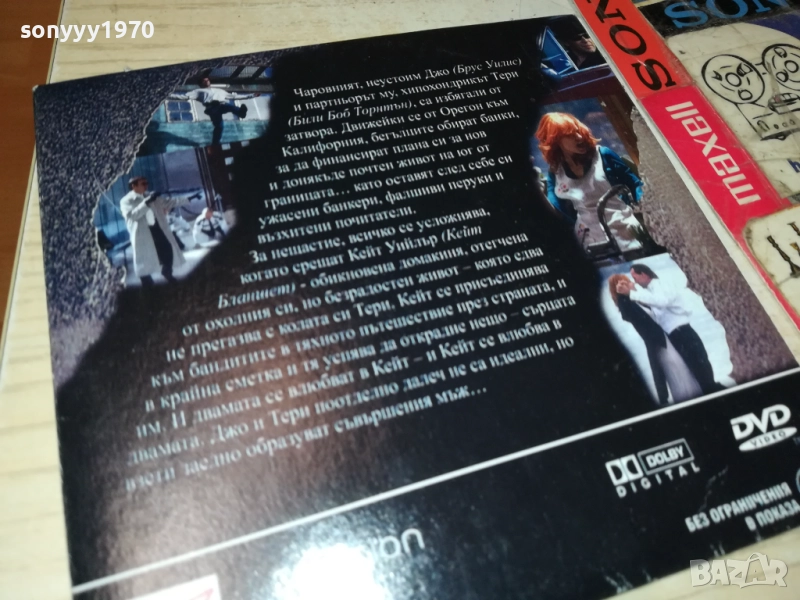 sonyyy1970
Чаровният, неустоим Джо (Брус Уилис)
и партньорът му, хипохондрикът Тери
(Били Боб Торнтън), са избягали от
затвора. Движейки се от Орегон към
Калифорния, бегълците обират банки,
за да финансират плана си за нов
и донякъде почтен живот на юг от
границата... като оставят след себе си
ужасени банкери, фалшиви перуки и
възхитени почитатели.
За нещастие, всичко се усложнява,
когато срещат Кейт Уийлър (Кейт
Бланшет) - обикновена домакиня, отегчена
от охолния си, но безрадостен живот – която едва
не прегазва с колата си Тери. Кейт се присъединява
към бандитите в тяхното пътешествие през страната, и
в крайна сметка и тя успява да открадне нещо – сърцата
им. И двамата се влюбват в Кейт – и Кейт се влюбва в
двамата. Джо и Тери поотделно далеч не са идеални, но
взети заедно образуват съвършения мъж...
DOLBY
DIGITAL
DVD
VIDEO
БЕЗ ОГРАНИЧЕНИЯ
В ПОКАЗА
SON
maxell
BAZAR
bazar.bg